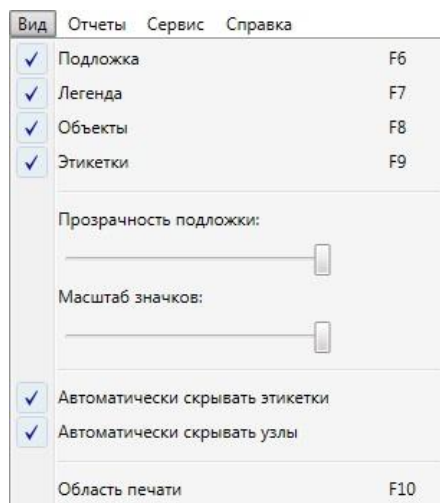 Вид Отчеты Сервис Справка
Подложка F6
Легенда F7
Объекты F8
Этикетки F9
Прозрачность подложки:
Масштаб значков:
Автоматически скрывать этикетки
Автоматически скрывать узлы
Область печати F10